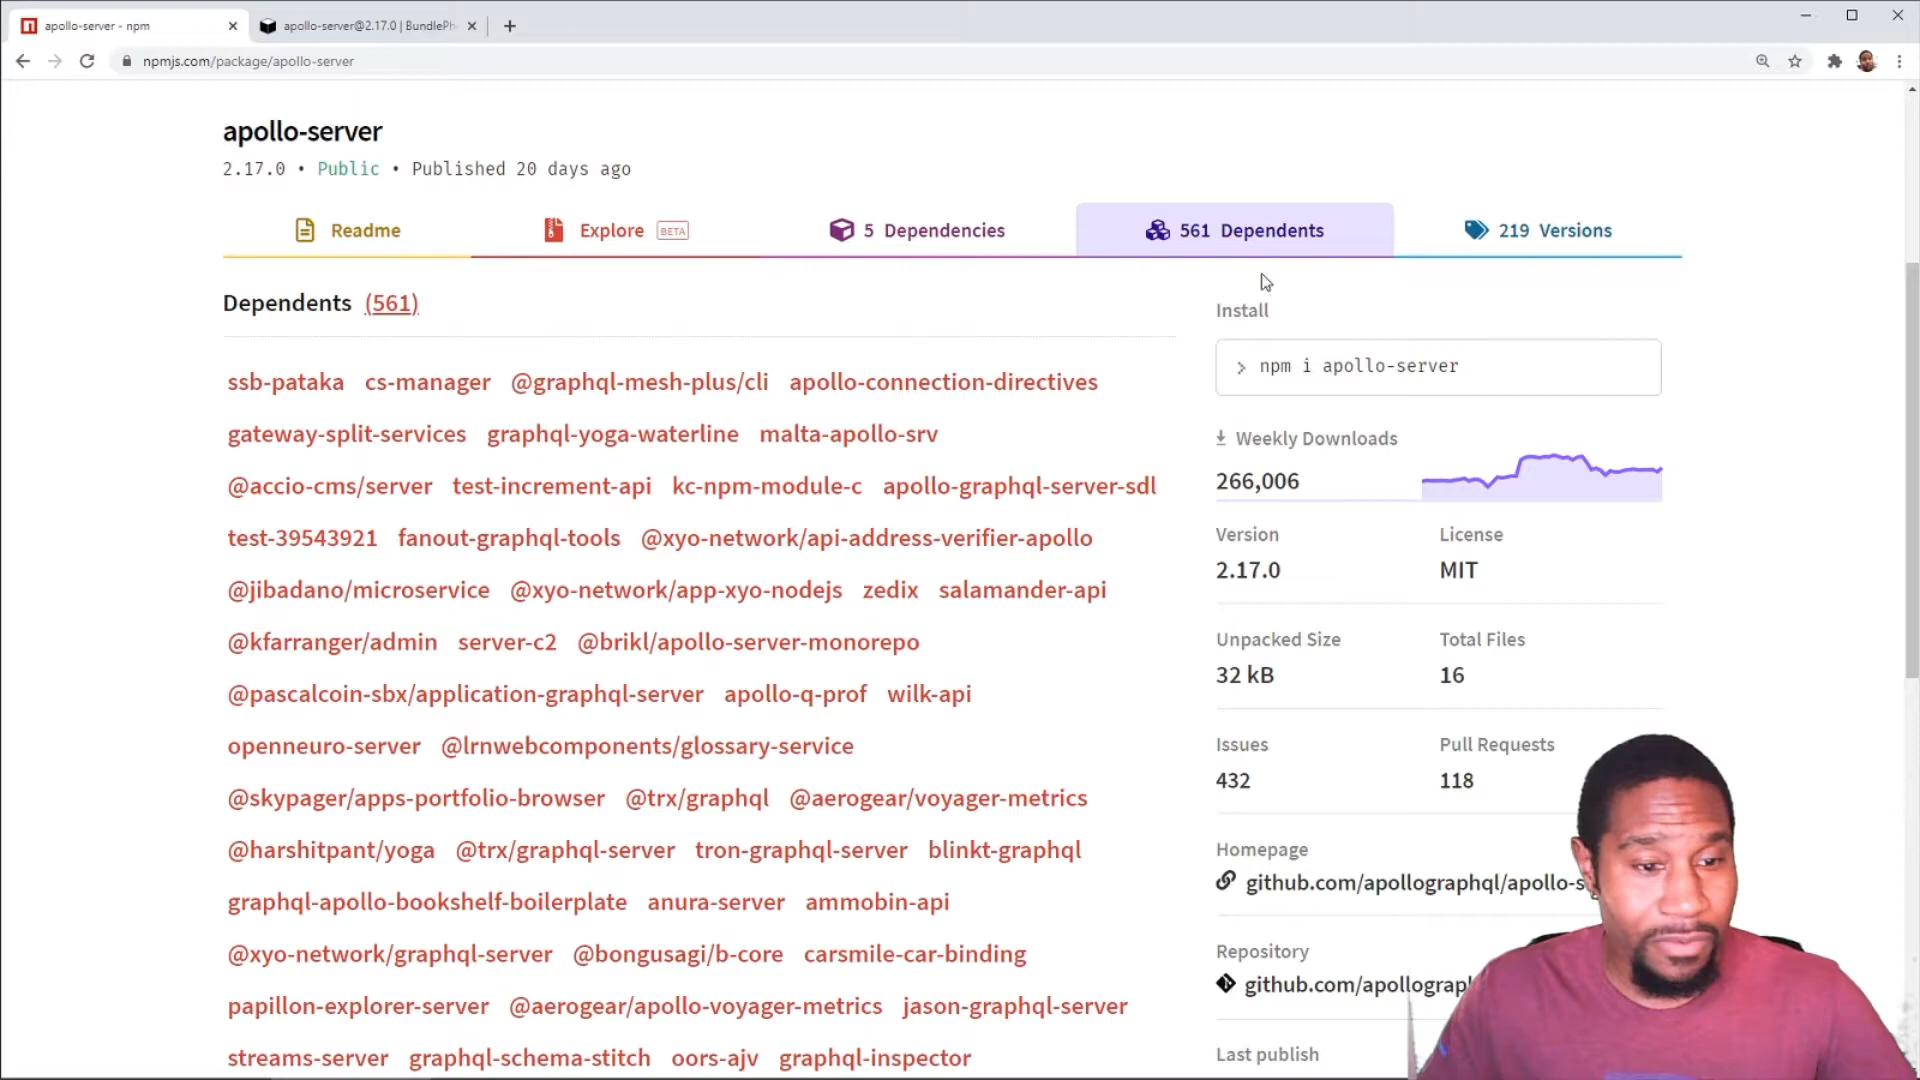 apollo-server - npm
apollo-server@2.17.0 | BundlePh
npmjs.com/package/apollo-server
apollo-server
2.17.0 • Public • Published 20 days ago
Readme
Explore BETA
5 Dependencies
561 Dependents
219 Versions
Dependents (561)
ssb-pataka cs-manager @graphql-mesh-plus/cli apollo-connection-directives
gateway-split-services graphql-yoga-waterline malta-apollo-srv
@accio-cms/server test-increment-api kc-npm-module-c apollo-graphql-server-sdl
test-39543921 fanout-graphql-tools @xyo-network/api-address-verifier-apollo
@jibadano/microservice @xyo-network/app-xyo-nodejs zedix salamander-api
@kfarranger/admin server-c2 @brikl/apollo-server-monorepo
@pascalcoin-sbx/application-graphql-server apollo-q-prof wilk-api
openneuro-server @lrnwebcomponents/glossary-service
@skypager/apps-portfolio-browser @trx/graphql @aerogear/voyager-metrics
@harshitpant/yoga @trx/graphql-server tron-graphql-server blinkt-graphql
graphql-apollo-bookshelf-boilerplate anura-server ammobin-api
@xyo-network/graphql-server @bongusagi/b-core carsmile-car-binding
papillon-explorer-server @aerogear/apollo-voyager-metrics jason-graphql-server
streams-server graphql-schema-stitch oors-ajv graphql-inspector
Install
> npm i apollo-server
Weekly Downloads
266,006
Version License
2.17.0 MIT
Unpacked Size Total Files
32 kB 16
Issues Pull Requests
432 118
Homepage
github.com/apollographql/apollo-s
Repository
github.com/apollograp
Last publish